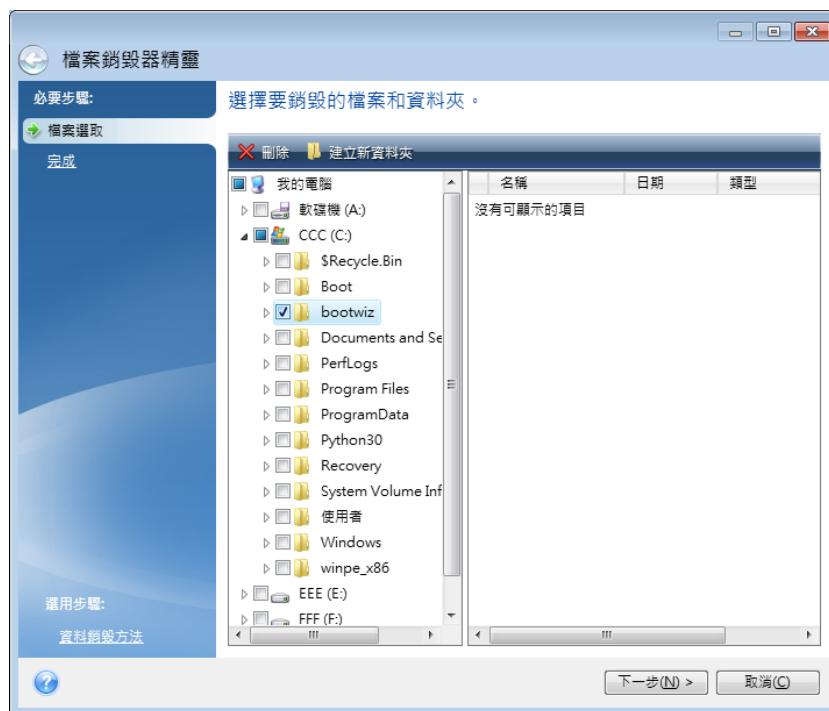 檔案銷毀器精靈
必要步驟:
檔案選取
完成
選擇要銷毀的檔案和資料夾。
刪除 建立新資料夾
我的電腦
軟碟機 (A:)
CCC (C:)
$Recycle.Bin
Boot
bootwiz
Documents and Se
PerfLogs
Program Files
ProgramData
Python30
Recovery
System Volume Inf
使用者
Windows
winpe_x86
EEE (E:)
FFF (F:)
名稱 日期 類型
沒有可顯示的項目
選用步驟:
資料銷毀方法
下一步(N) > 取消(C)